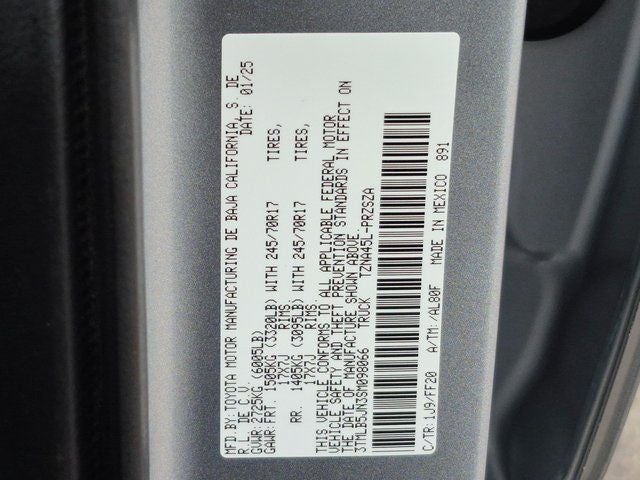 MFD. BY: TOYOTA MOTOR MANUFACTURING DE BAJA CALIFORNIA, S. DE
R. L. DE C.V. DATE: 01/25
GVWR: 2725KG (6005LB)
GAWR: FRT. 1505KG (3320LB) WITH 245/70R17 TIRES,
17X7J RIMS
RR. 1405KG (3095LB) WITH 245/70R17 TIRES,
17X7J RIMS
THIS VEHICLE CONFORMS TO ALL APPLICABLE FEDERAL MOTOR
VEHICLE SAFETY AND THEFT PREVENTION STANDARDS IN EFFECT ON
THE DATE OF MANUFACTURE SHOWN ABOVE.
3TMLB5JN3SM098066 TRUCK TZNA45L-PRZSZA
C/TR: 1J9/FF20 A/TM: /AL80F MADE IN MEXICO 891